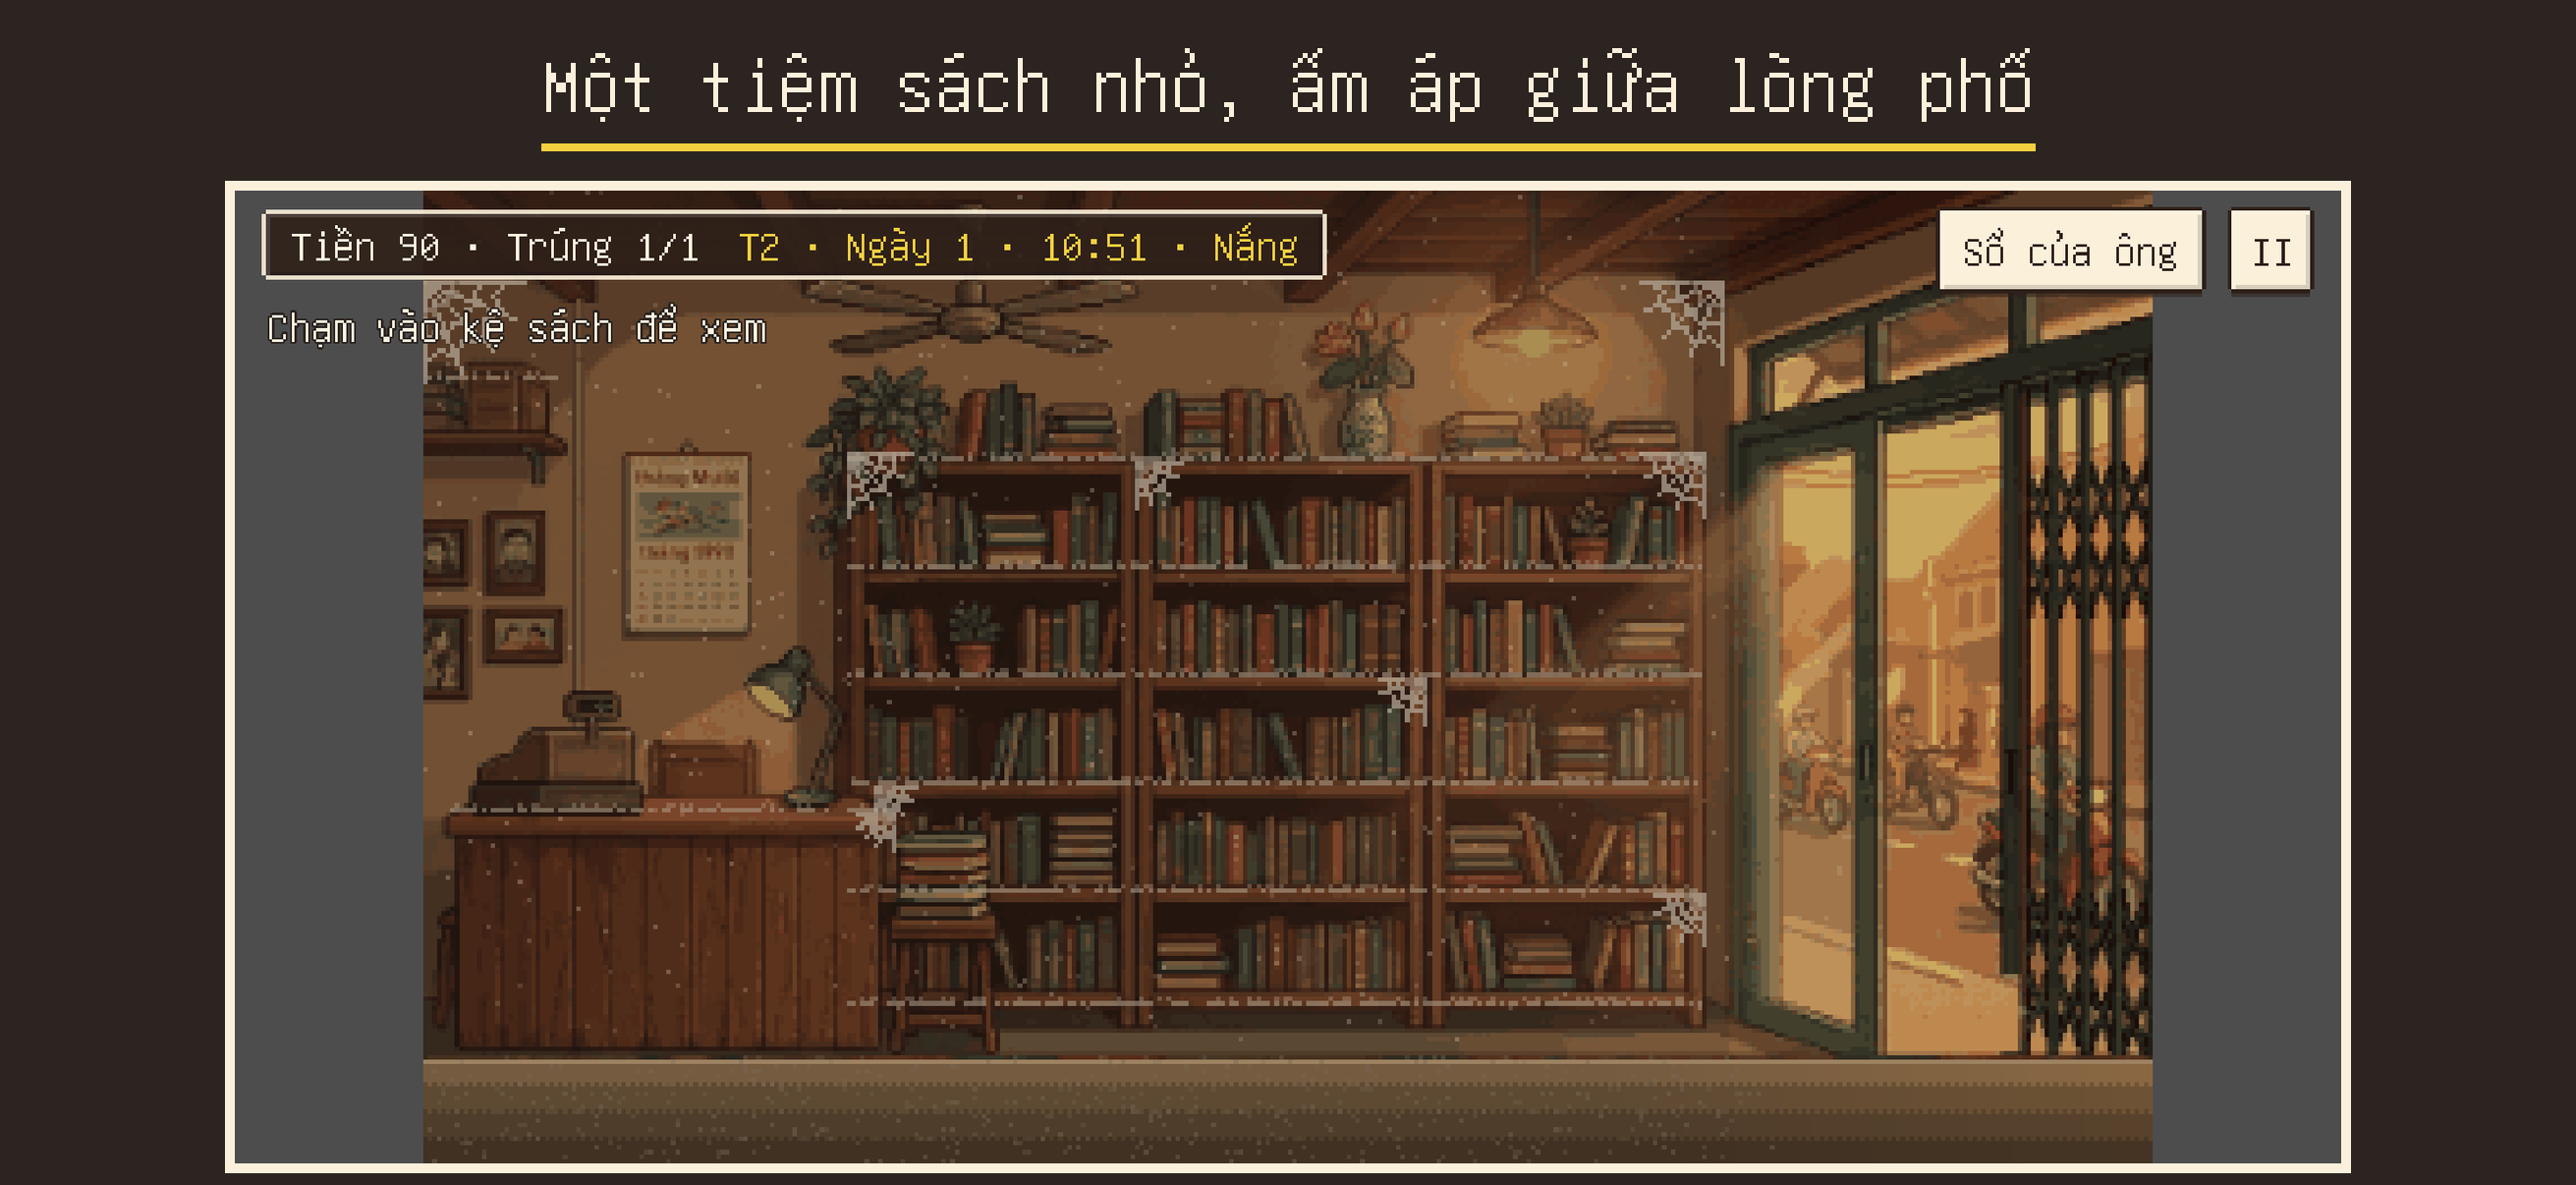 Một tiệm sách nhỏ, ấm áp giữa lòng phố
Tiền 90 · Trúng 1/1 T2 · Ngày 1 · 10:51 · Nắng
Sổ của ông
II
Chạm vào kệ sách để xem